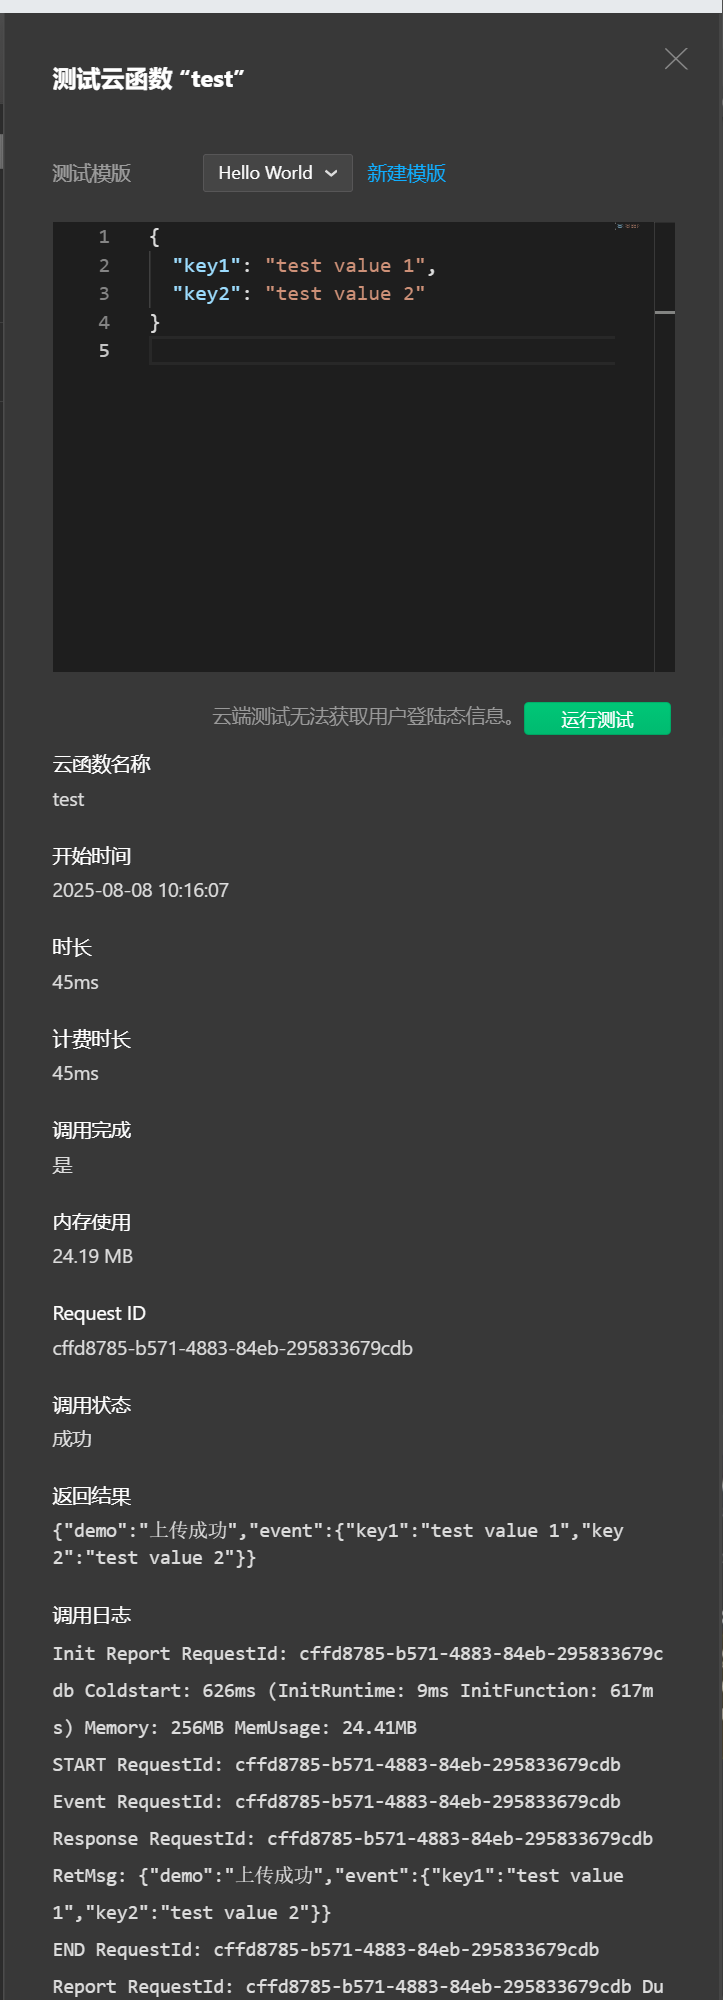 测试云函数 “test”
测试模版 Hello World 新建模版
1 {
2 "key1": "test value 1",
3 "key2": "test value 2"
4 }
5
云端测试无法获取用户登陆态信息。 运行测试
云函数名称
test
开始时间
2025-08-08 10:16:07
时长
45ms
计费时长
45ms
调用完成
是
内存使用
24.19 MB
Request ID
cffd8785-b571-4883-84eb-295833679cdb
调用状态
成功
返回结果
{"demo":"上传成功","event":{"key1":"test value 1","key
2":"test value 2"}}
调用日志
Init Report RequestId: cffd8785-b571-4883-84eb-295833679c
db Coldstart: 626ms (InitRuntime: 9ms InitFunction: 617m
s) Memory: 256MB MemUsage: 24.41MB
START RequestId: cffd8785-b571-4883-84eb-295833679cdb
Event RequestId: cffd8785-b571-4883-84eb-295833679cdb
Response RequestId: cffd8785-b571-4883-84eb-295833679cdb
RetMsg: {"demo":"上传成功","event":{"key1":"test value
1","key2":"test value 2"}}
END RequestId: cffd8785-b571-4883-84eb-295833679cdb
Report RequestId: cffd8785-b571-4883-84eb-295833679cdb Du